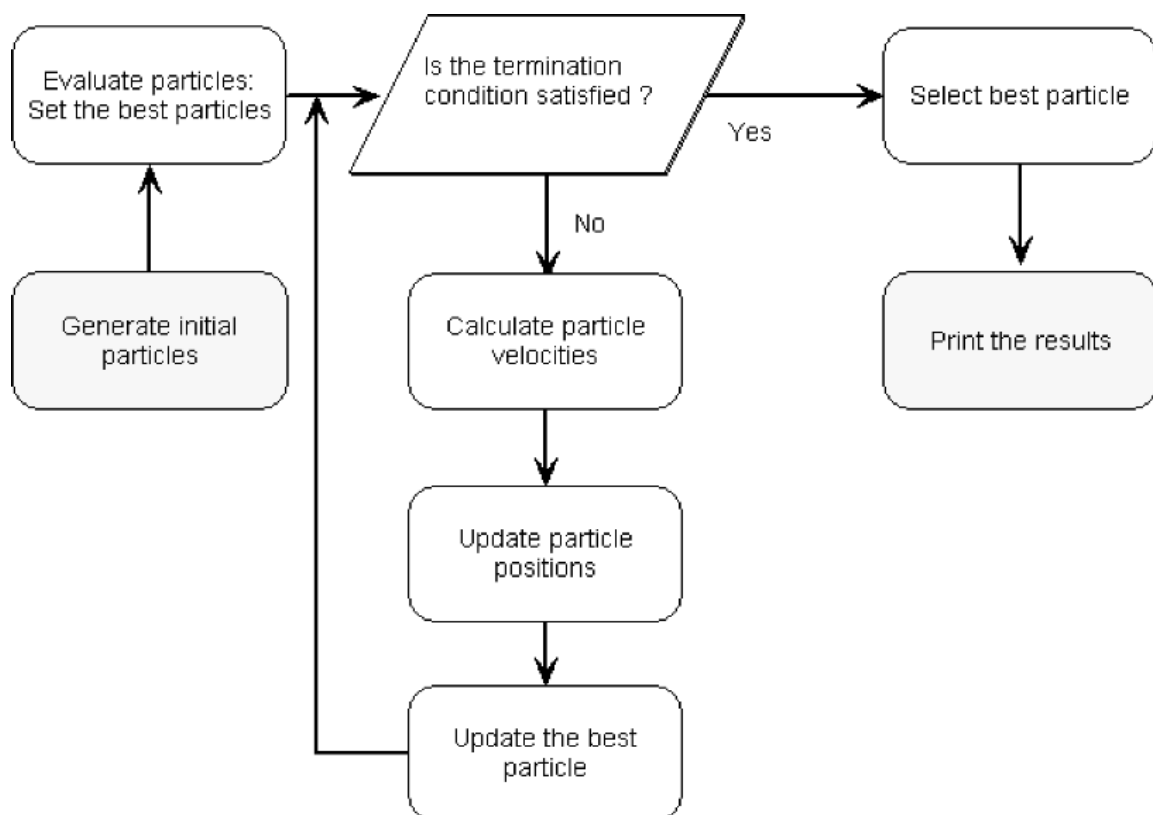 Evaluate particles:
Set the best particles
Is the termination
condition satisfied ?
Yes
Select best particle
No
Generate initial
particles
Calculate particle
velocities
Print the results
Update particle
positions
Update the best
particle